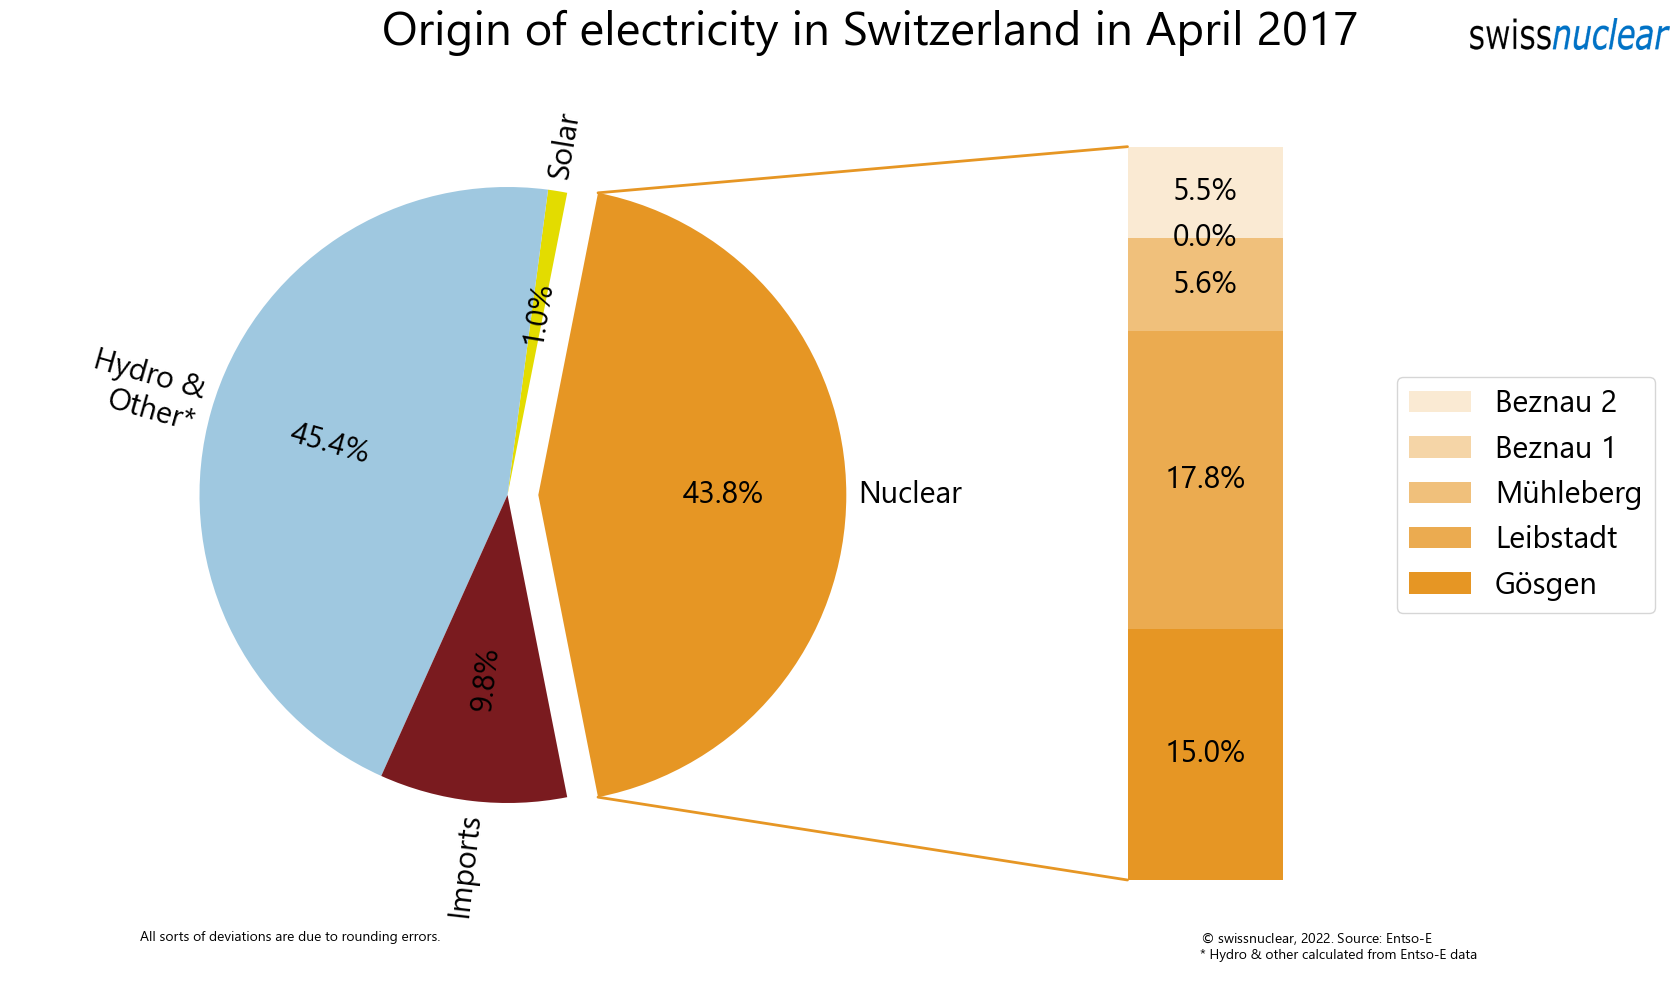 Origin of electricity in Switzerland in April 2017
swissnuclear
Solar
1.0%
Hydro &
Other*
45.4%
43.8%
Nuclear
9.8%
Imports
5.5%
0.0%
5.6%
17.8%
15.0%
Beznau 2
Beznau 1
Mühleberg
Leibstadt
Gösgen
All sorts of deviations are due to rounding errors.
© swissnuclear, 2022. Source: Entso-E
* Hydro & other calculated from Entso-E data